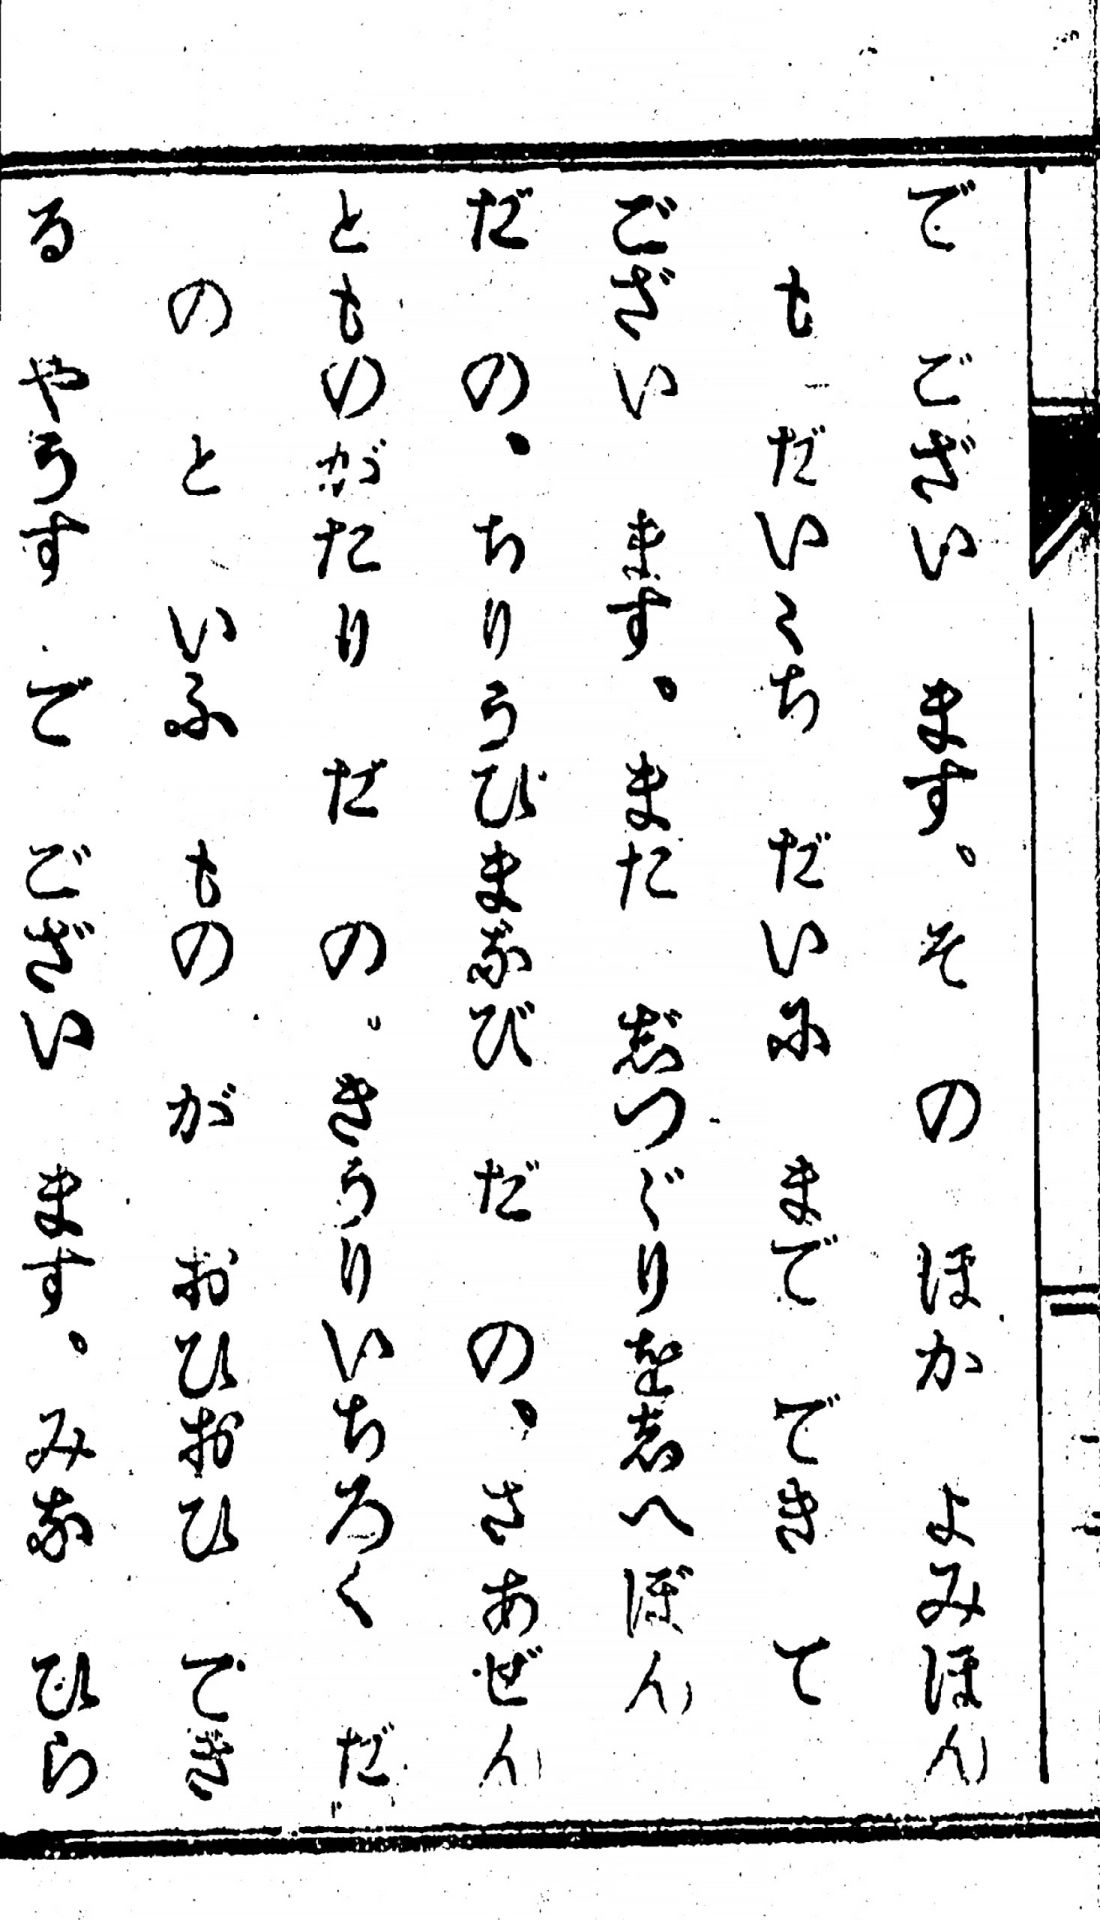 で ござい ます。そ の ほか よみほん
も だいくち だいに まで でき て
ござい ます。また じつぐりをしへぼん
だ の、ちりうびまなび だ の、さあぜん
とものがたり だ の。きうりいちろく だ
の と いふ もの が おひおひ でき
る やうす で ござい ます。みな ひら